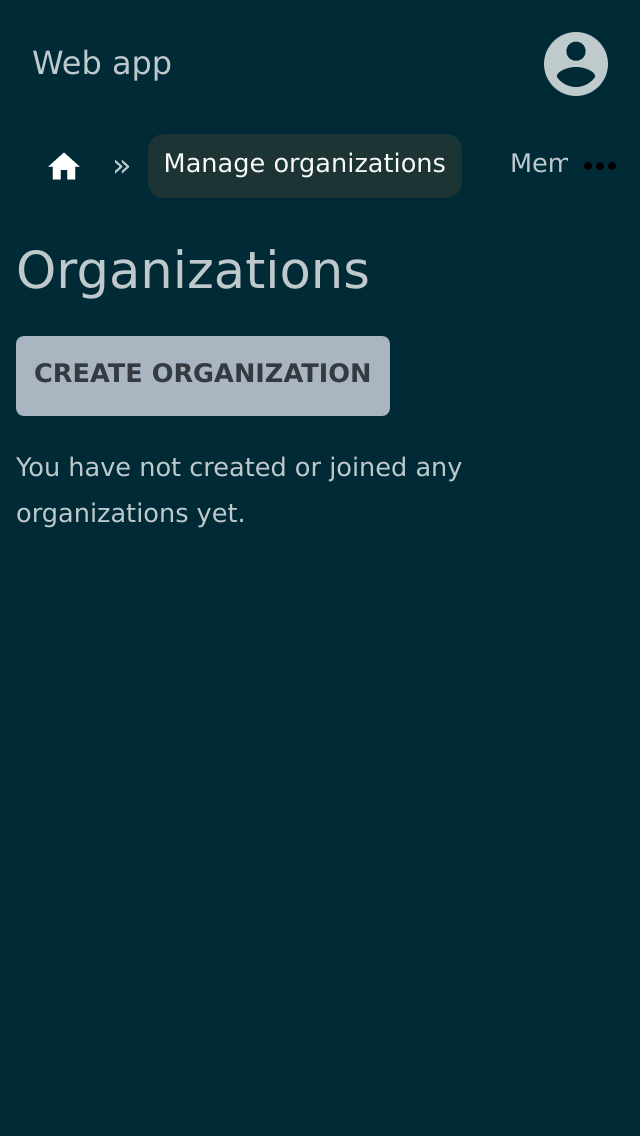 Web app
» Manage organizations Mem
Organizations
CREATE ORGANIZATION
You have not created or joined any
organizations yet.